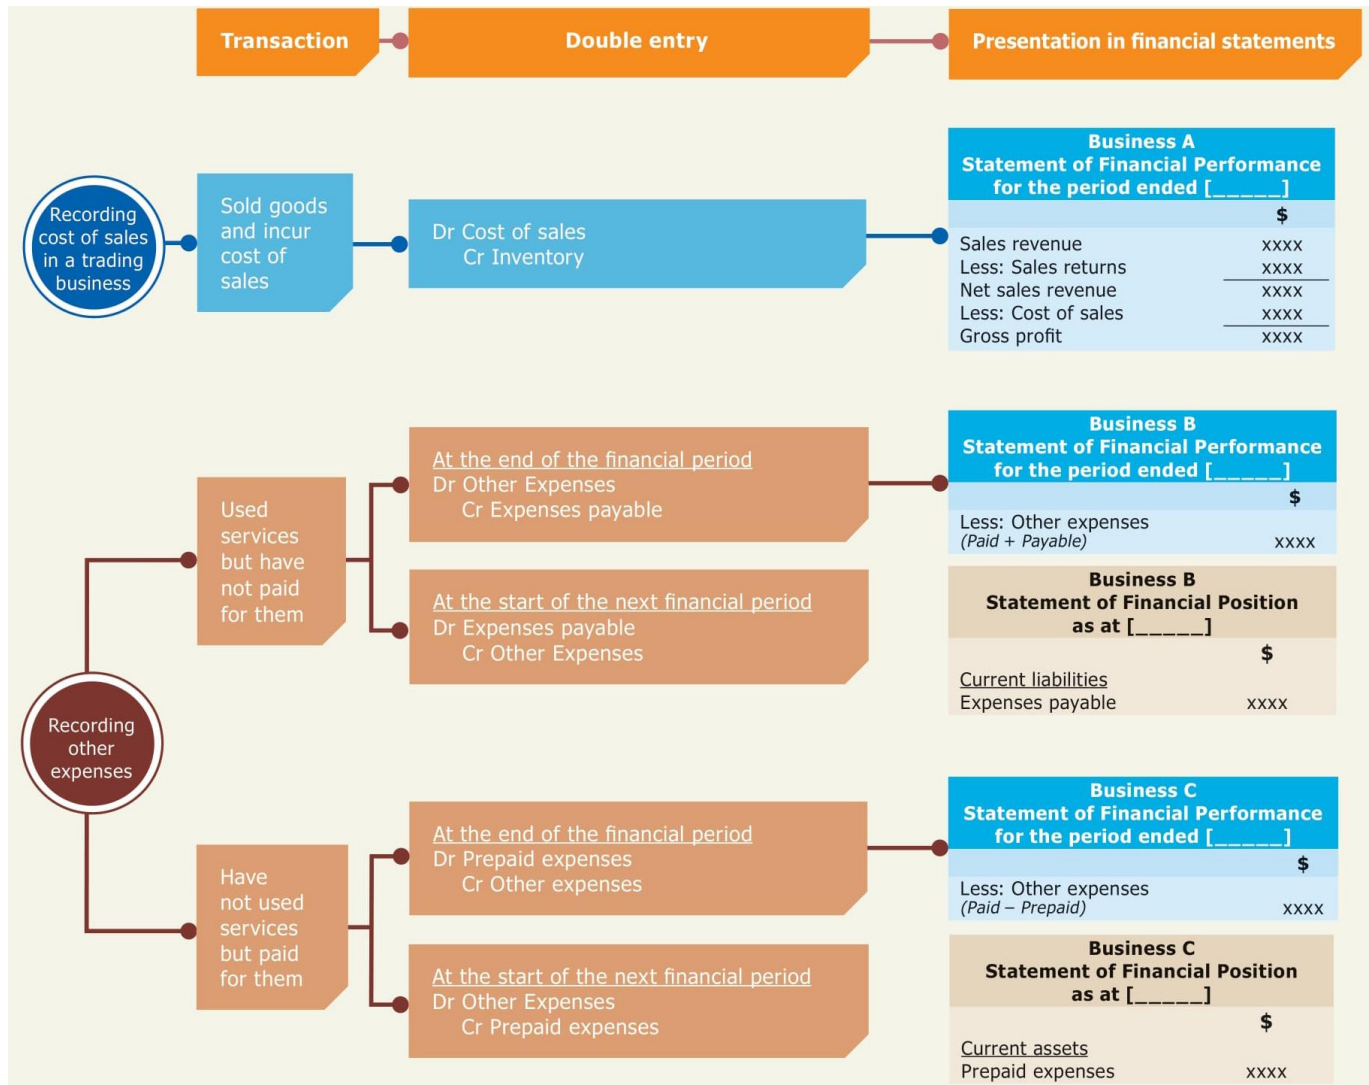 Transaction
Double entry
Presentation in financial statements
Recording
cost of sales
in a trading
business
Sold goods
and incur
cost of
sales
Dr Cost of sales
Cr Inventory
Business A
Statement of Financial Performance
for the period ended [_____]
$
Sales revenue xxxx
Less: Sales returns xxxx
Net sales revenue xxxx
Less: Cost of sales xxxx
Gross profit xxxx
Recording
other
expenses
Used
services
but have
not paid
for them
At the end of the financial period
Dr Other Expenses
Cr Expenses payable
At the start of the next financial period
Dr Expenses payable
Cr Other Expenses
Business B
Statement of Financial Performance
for the period ended [_____]
$
Less: Other expenses
(Paid + Payable) xxxx
Business B
Statement of Financial Position
as at [_____]
$
Current liabilities
Expenses payable xxxx
Have
not used
services
but paid
for them
At the end of the financial period
Dr Prepaid expenses
Cr Other expenses
At the start of the next financial period
Dr Other Expenses
Cr Prepaid expenses
Business C
Statement of Financial Performance
for the period ended [_____]
$
Less: Other expenses
(Paid – Prepaid) xxxx
Business C
Statement of Financial Position
as at [_____]
$
Current assets
Prepaid expenses xxxx